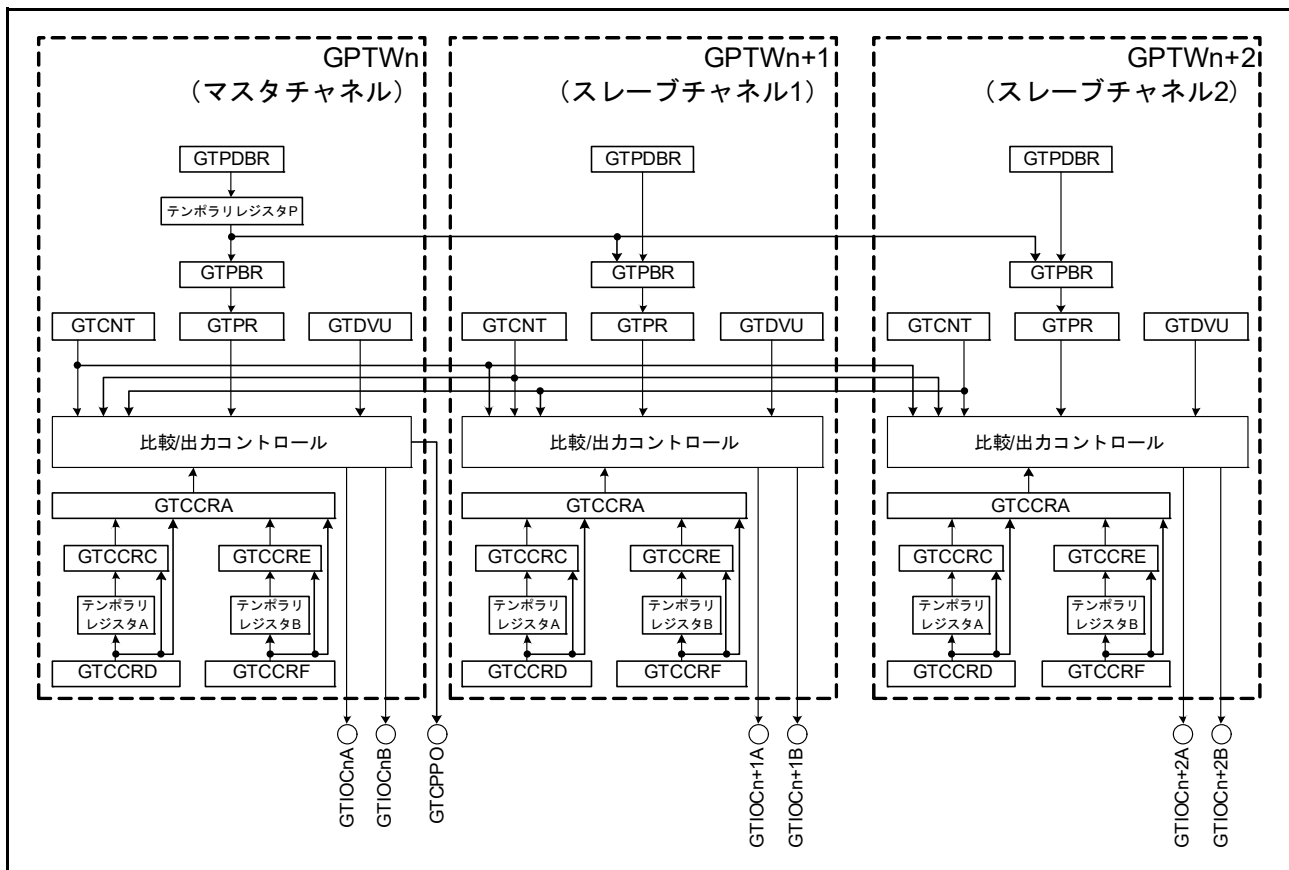 GPTWn
（マスタチャネル）
GTPDBR
テンポラリレジスタP
GTPBR
GTCNT
GTPR
GTDVU
比較/出力コントロール
GTCCRA
GTCCRC
GTCCRE
テンポラリ
レジスタA
テンポラリ
レジスタB
GTCCRD
GTCCRF
GTIOCnA
GTIOCnB
GTCPPO
GPTWn+1
（スレーブチャネル1）
GTPDBR
GTPBR
GTCNT
GTPR
GTDVU
比較/出力コントロール
GTCCRA
GTCCRC
GTCCRE
テンポラリ
レジスタA
テンポラリ
レジスタB
GTCCRD
GTCCRF
GTIOCn+1A
GTIOCn+1B
GPTWn+2
（スレーブチャネル2）
GTPDBR
GTPBR
GTCNT
GTPR
GTDVU
比較/出力コントロール
GTCCRA
GTCCRC
GTCCRE
テンポラリ
レジスタA
テンポラリ
レジスタB
GTCCRD
GTCCRF
GTIOCn+2A
GTIOCn+2B